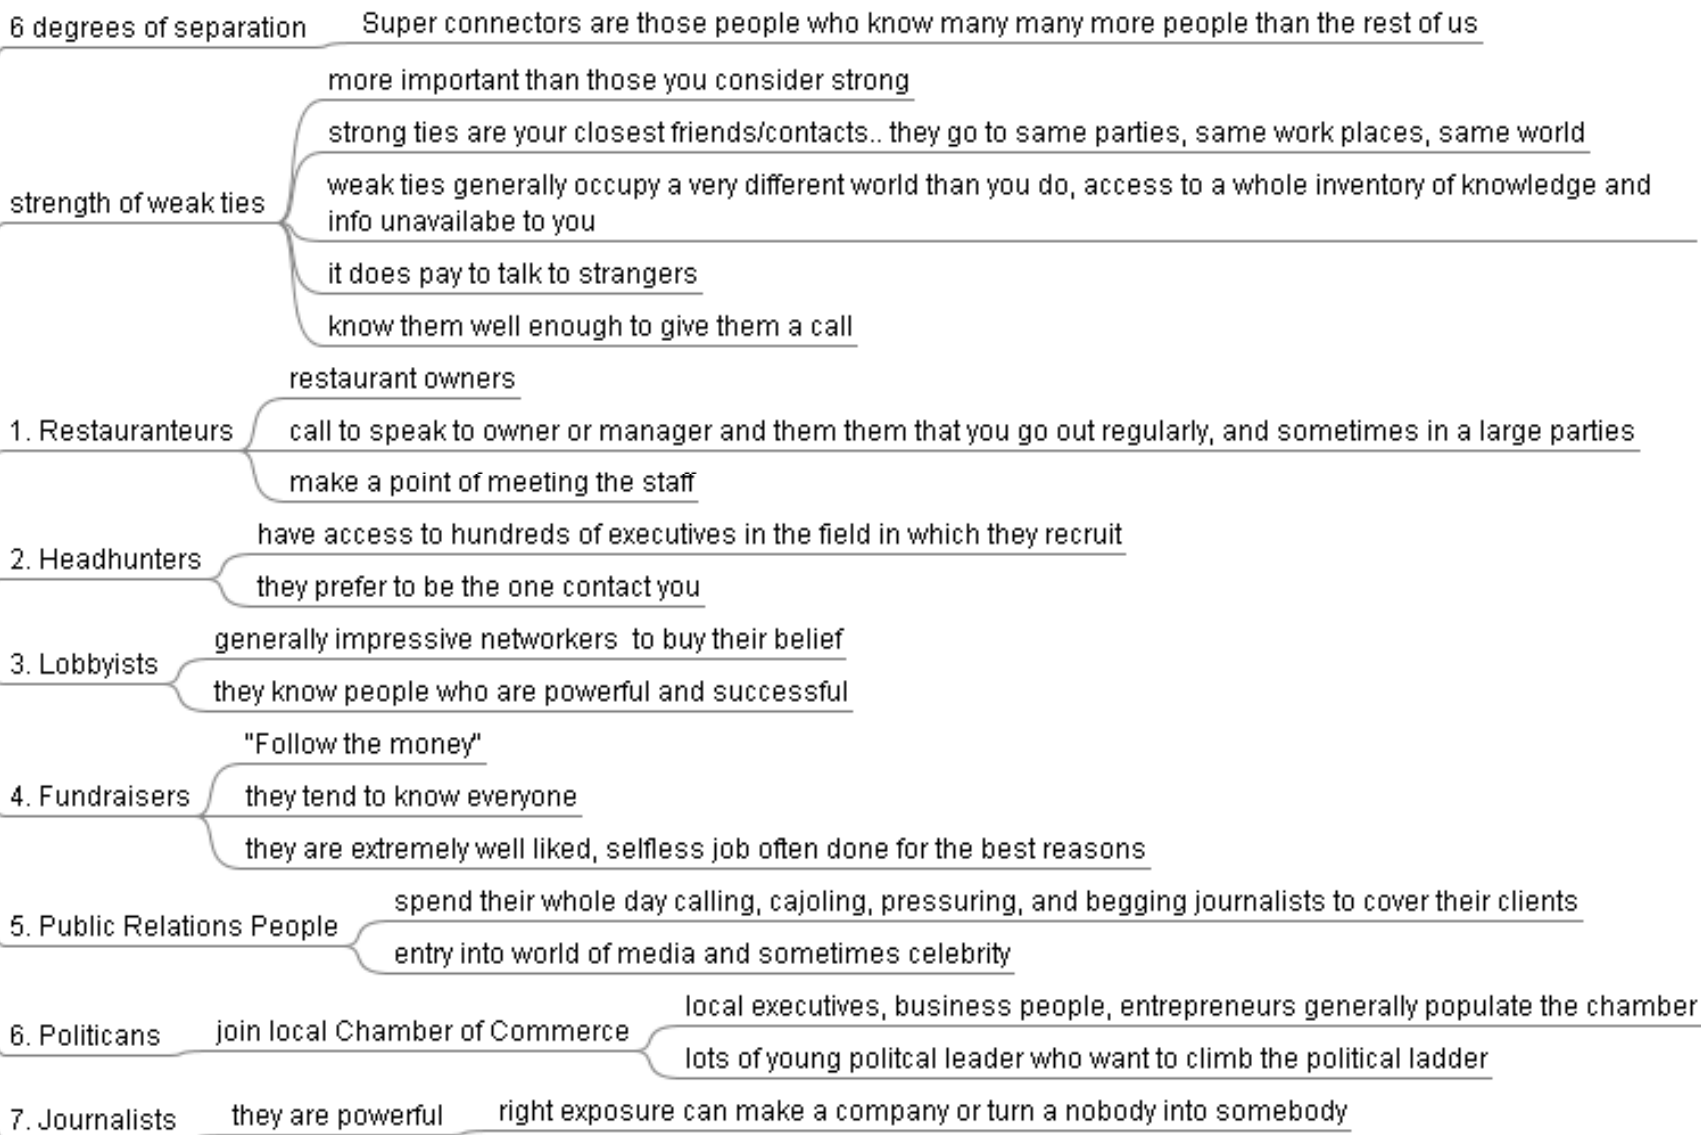 6 degrees of separation
Super connectors are those people who know many many more people than the rest of us
strength of weak ties
more important than those you consider strong
strong ties are your closest friends/contacts.. they go to same parties, same work places, same world
weak ties generally occupy a very different world than you do, access to a whole inventory of knowledge and
info unavailabe to you
it does pay to talk to strangers
know them well enough to give them a call
1. Restauranteurs
restaurant owners
call to speak to owner or manager and them them that you go out regularly, and sometimes in a large parties
make a point of meeting the staff
2. Headhunters
have access to hundreds of executives in the field in which they recruit
they prefer to be the one contact you
3. Lobbyists
generally impressive networkers  to buy their belief
they know people who are powerful and successful
4. Fundraisers
"Follow the money"
they tend to know everyone
they are extremely well liked, selfless job often done for the best reasons
5. Public Relations People
spend their whole day calling, cajoling, pressuring, and begging journalists to cover their clients
entry into world of media and sometimes celebrity
6. Politicans
join local Chamber of Commerce
local executives, business people, entrepreneurs generally populate the chamber
lots of young politcal leader who want to climb the political ladder
7. Journalists
they are powerful
right exposure can make a company or turn a nobody into somebody